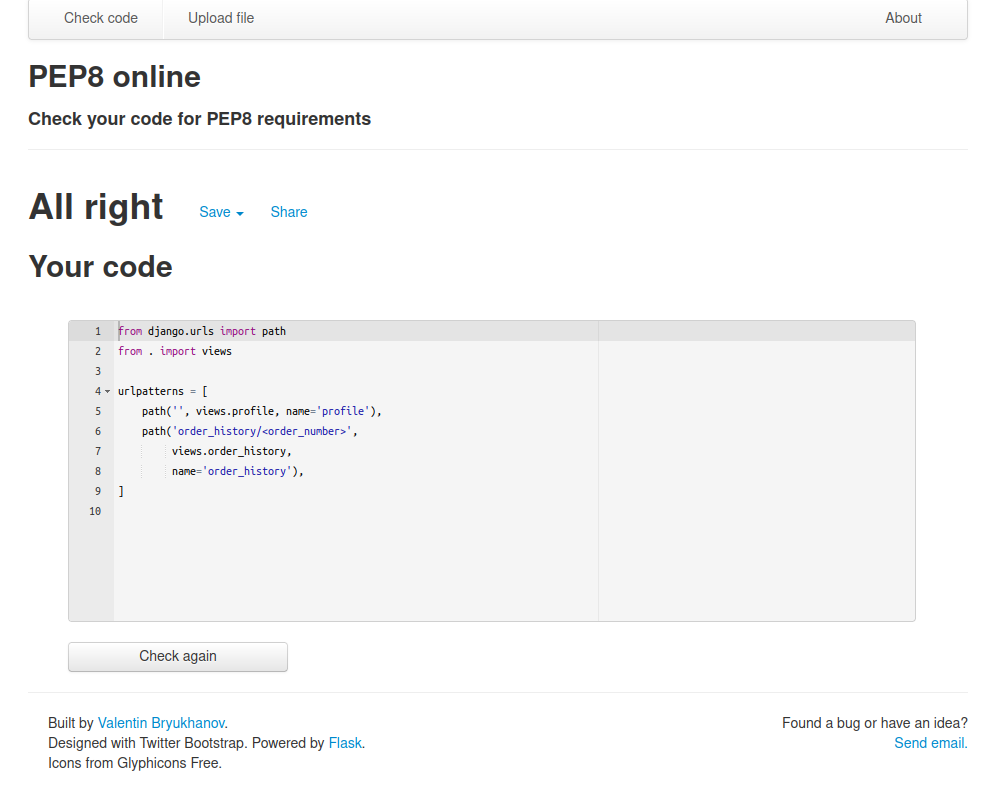 Check code Upload file About
PEP8 online
Check your code for PEP8 requirements
All right Save Share
Your code
1 from django.urls import path
2 from . import views
3
4 urlpatterns = [
5     path('', views.profile, name='profile'),
6     path('order_history/<order_number>',
7          views.order_history,
8          name='order_history'),
9 ]
10
Check again
Built by Valentin Bryukhanov. Found a bug or have an idea?
Designed with Twitter Bootstrap. Powered by Flask. Send email.
Icons from Glyphicons Free.